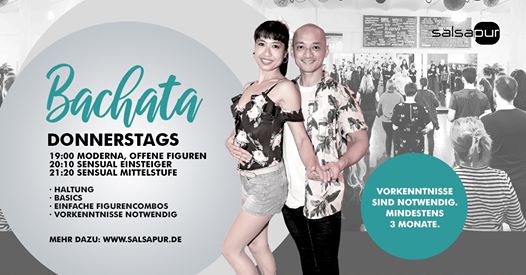 salsapur
Bachata
DONNERSTAGS
19:00 MODERNA, OFFENE FIGUREN
20:10 SENSUAL EINSTEIGER
21:20 SENSUAL MITTELSTUFE
· HALTUNG
· BASICS
· EINFACHE FIGURENCOMBOS
· VORKENNTNISSE NOTWENDIG
MEHR DAZU: WWW.SALSAPUR.DE
VORKENNTNISSE
SIND NOTWENDIG.
MINDESTENS
3 MONATE.